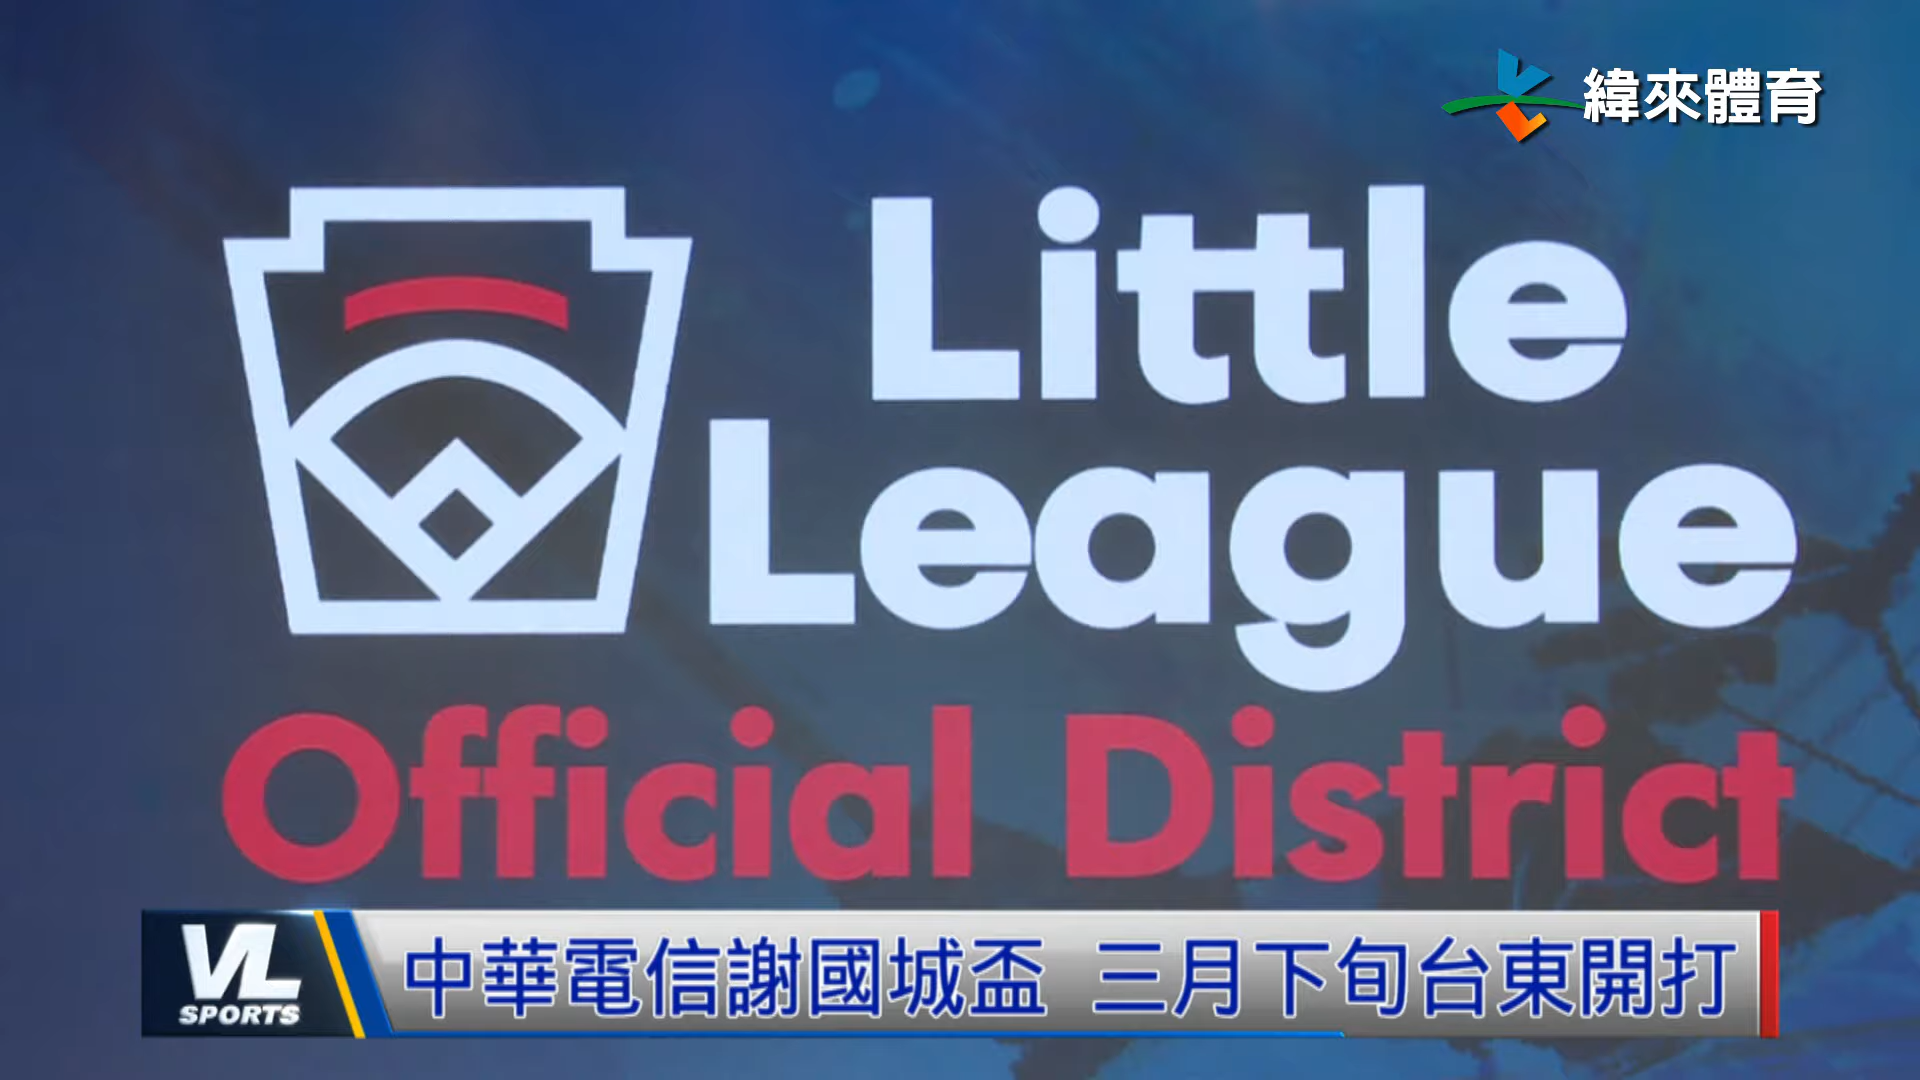 緯來體育
Little
League
Official District
VL
SPORTS
中華電信謝國城盃 三月下旬台東開打